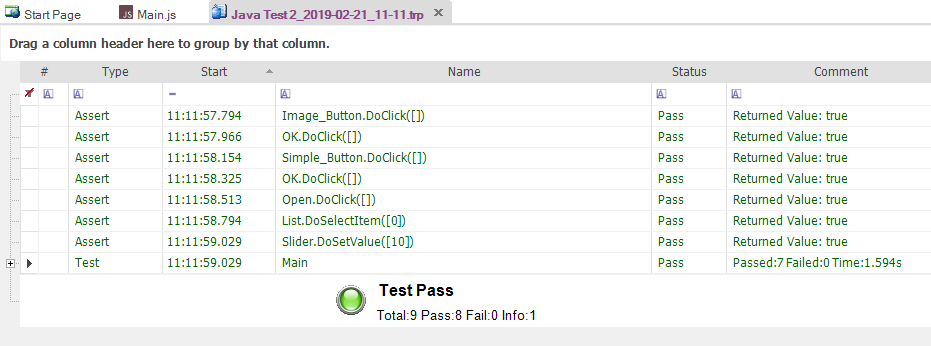 Start Page JS Main.js Java Test 2_2019-02-21_11-11.trp
Drag a column header here to group by that column.
# Type Start Name Status Comment
Assert 11:11:57.794 Image_Button.DoClick([]) Pass Returned Value: true
Assert 11:11:57.966 OK.DoClick([]) Pass Returned Value: true
Assert 11:11:58.154 Simple_Button.DoClick([]) Pass Returned Value: true
Assert 11:11:58.325 OK.DoClick([]) Pass Returned Value: true
Assert 11:11:58.513 Open.DoClick([]) Pass Returned Value: true
Assert 11:11:58.794 List.DoSelectItem([0]) Pass Returned Value: true
Assert 11:11:59.029 Slider.DoSetValue([10]) Pass Returned Value: true
Test 11:11:59.029 Main Pass Passed:7 Failed:0 Time:1.594s
Test Pass
Total:9 Pass:8 Fail:0 Info:1